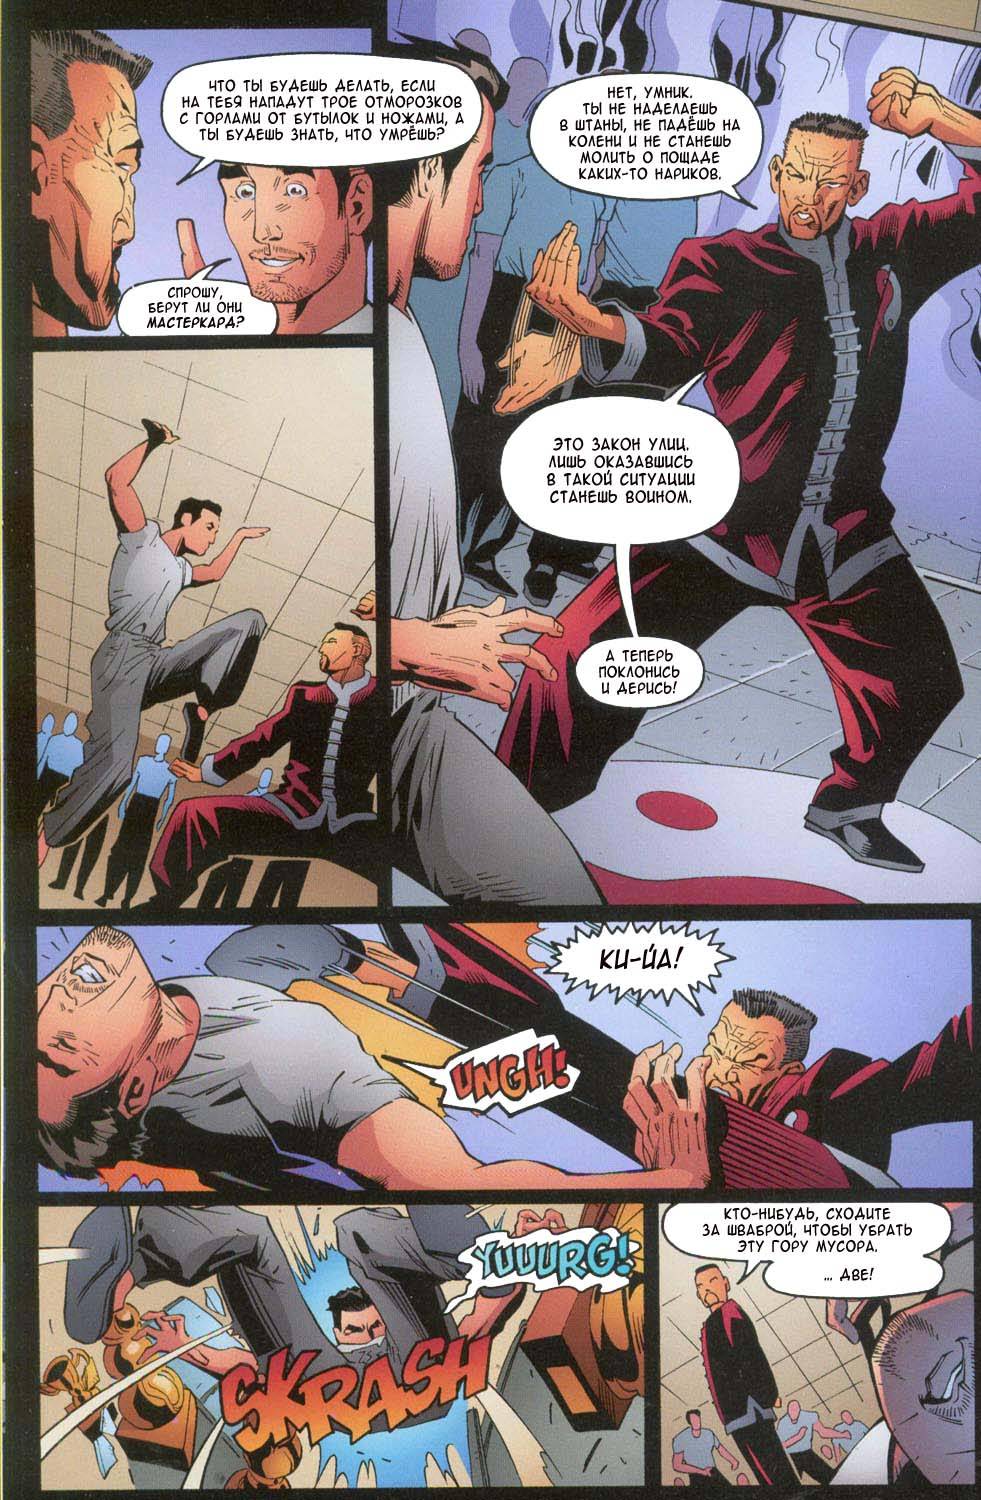 ЧТО ТЫ БУДЕШЬ ДЕЛАТЬ, ЕСЛИ
НА ТЕБЯ НАПАДУТ ТРОЕ ОТМОРОЗКОВ
С ГОРЛАМИ ОТ БУТЫЛОК И НОЖАМИ, А
ТЫ БУДЕШЬ ЗНАТЬ, ЧТО УМРЁШЬ?
СПРОШУ,
БЕРУТ ЛИ ОНИ
МАСТЕРКАРД?
НЕТ, УМНИК.
ТЫ НЕ НАДЕЛАЕШЬ
В ШТАНЫ, НЕ ПАДЁШЬ НА
КОЛЕНИ И НЕ СТАНЕШЬ
МОЛИТЬ О ПОЩАДЕ
КАКИХ-ТО НАРИКОВ.
ЭТО ЗАКОН УЛИЦ.
ЛИШЬ ОКАЗАВШИСЬ
В ТАКОЙ СИТУАЦИИ
СТАНЕШЬ ВОИНОМ.
А ТЕПЕРЬ
ПОКЛОНИСЬ
И ДЕРИСЬ!
КИ-ЙА!
UNGH!
YUUURG!
SKRASH
КТО-НИБУДЬ, СХОДИТЕ
ЗА ШВАБРОЙ, ЧТОБЫ УБРАТЬ
ЭТУ ГОРУ МУСОРА.
... ДВЕ!